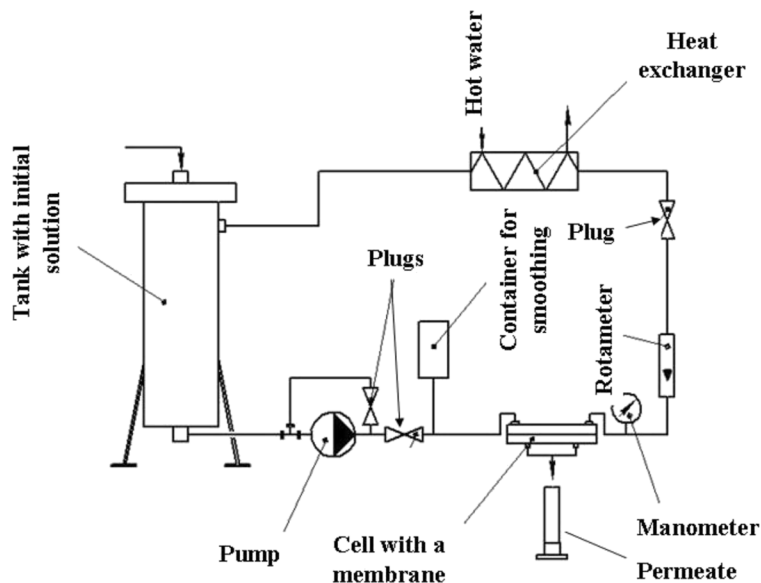 Heat
exchanger
Hot water
Tank with initial
solution
Plugs
Container for
smoothing
Plug
Rotameter
Pump
Cell with a
membrane
Manometer
Permeate